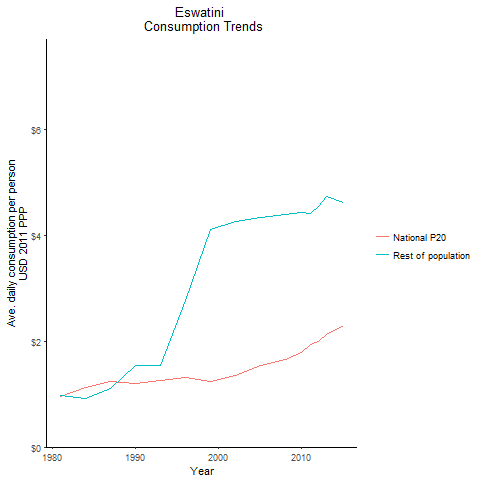 Eswatini
Consumption Trends
Ave. daily consumption per person
USD 2011 PPP
$6
$4
$2
$0
1980 1990 2000 2010
Year
National P20
Rest of population